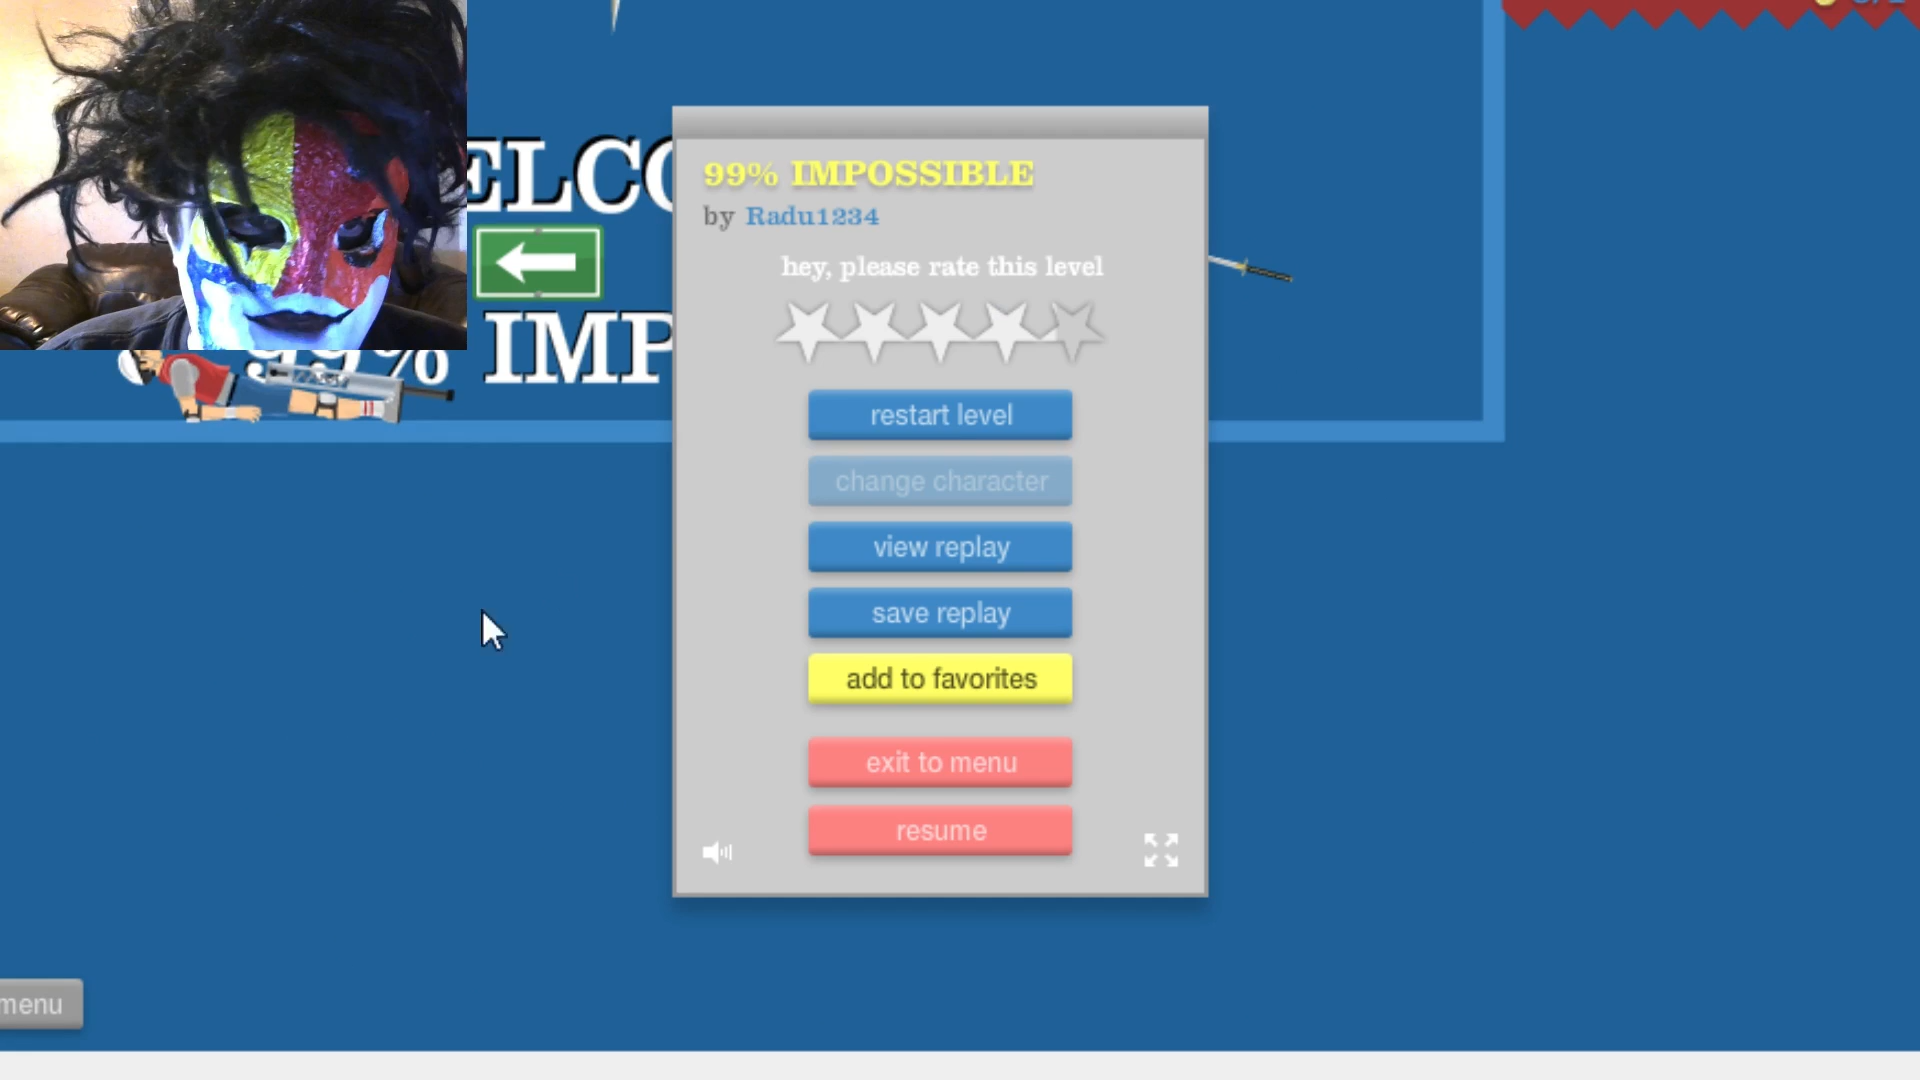 ELCO
99% IMP
99% IMPOSSIBLE
by Radu1234
hey, please rate this level
restart level
change character
view replay
save replay
add to favorites
exit to menu
resume
menu